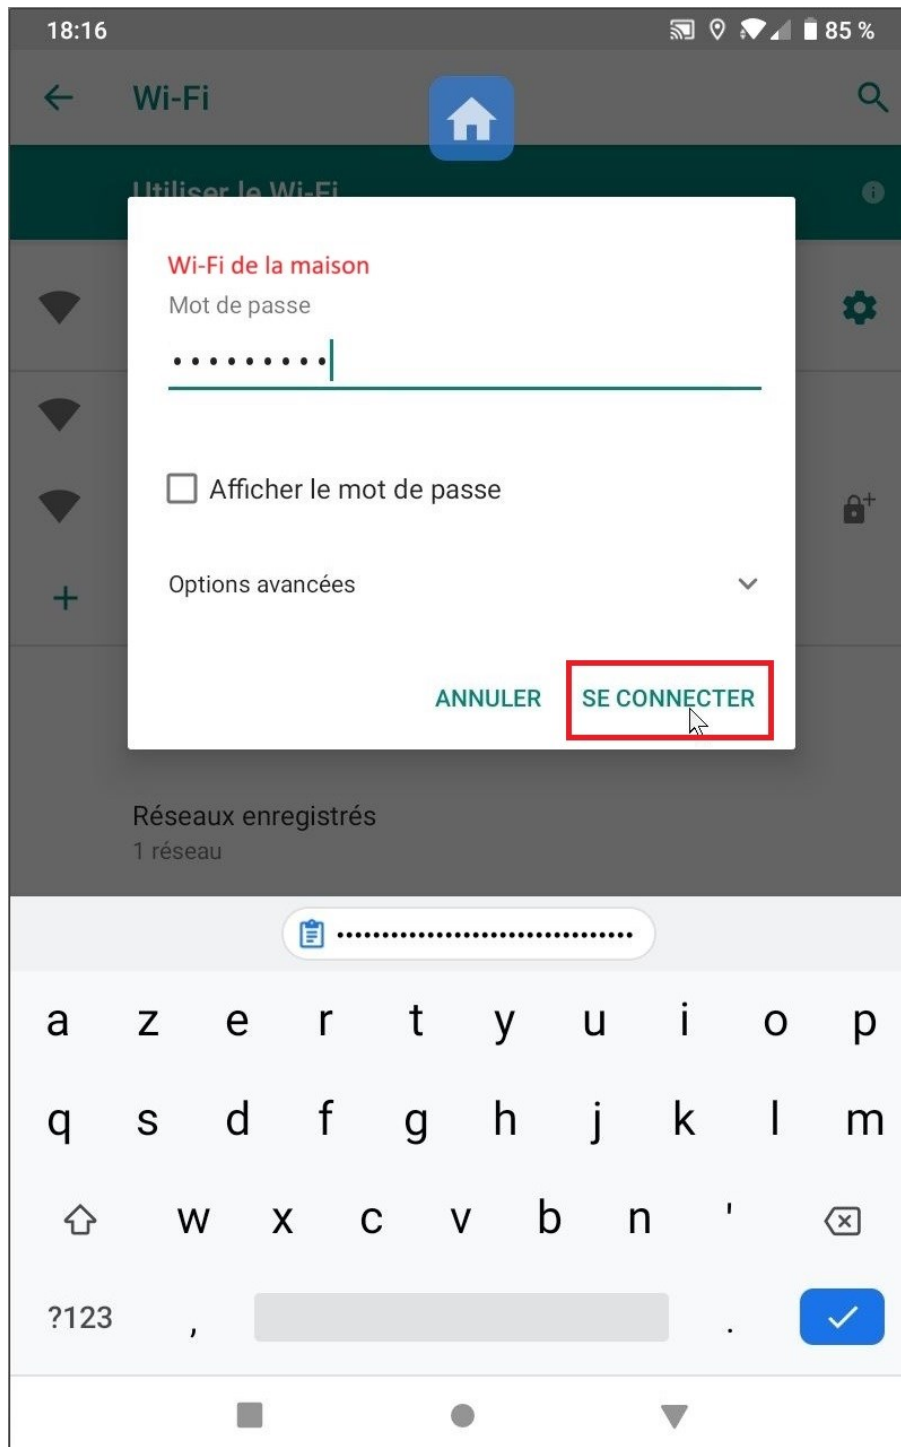 18:16
85 %
Wi-Fi
Utiliser le Wi-Fi
Wi-Fi de la maison
Mot de passe
•••••••••
Afficher le mot de passe
Options avancées
ANNULER SE CONNECTER
Réseaux enregistrés
1 réseau
•••••••••••••••••••••••••••••••••
a z e r t y u i o p
q s d f g h j k l m
w x c v b n '
?123 , .